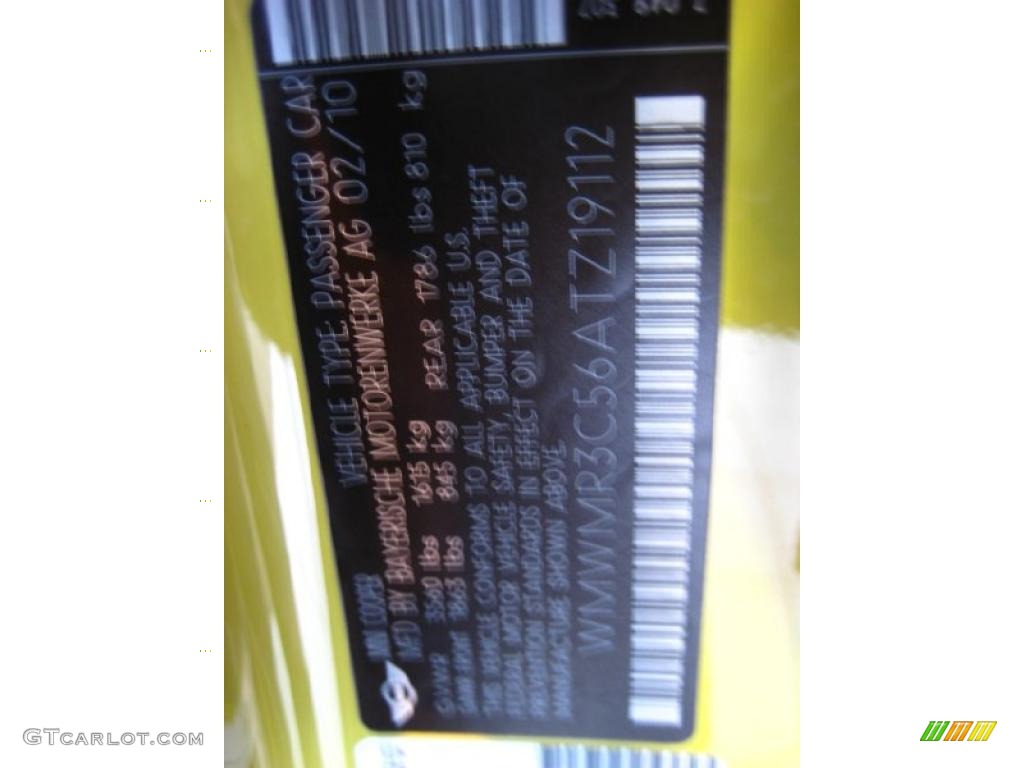 MINI COOPER
VEHICLE TYPE: PASSENGER CAR
MFD BY BAYERISCHE MOTORENWERKE AG 02/10
GVWR 3560 lbs 1615 kg
GAWR FRONT 1863 lbs 845 kg REAR 1786 lbs 810 kg
THIS VEHICLE CONFORMS TO ALL APPLICABLE U.S.
FEDERAL MOTOR VEHICLE SAFETY, BUMPER AND THEFT
PREVENTION STANDARDS IN EFFECT ON THE DATE OF
MANUFACTURE SHOWN ABOVE.
WMWMR3C56ATZ19112
GTCARLOT.COM